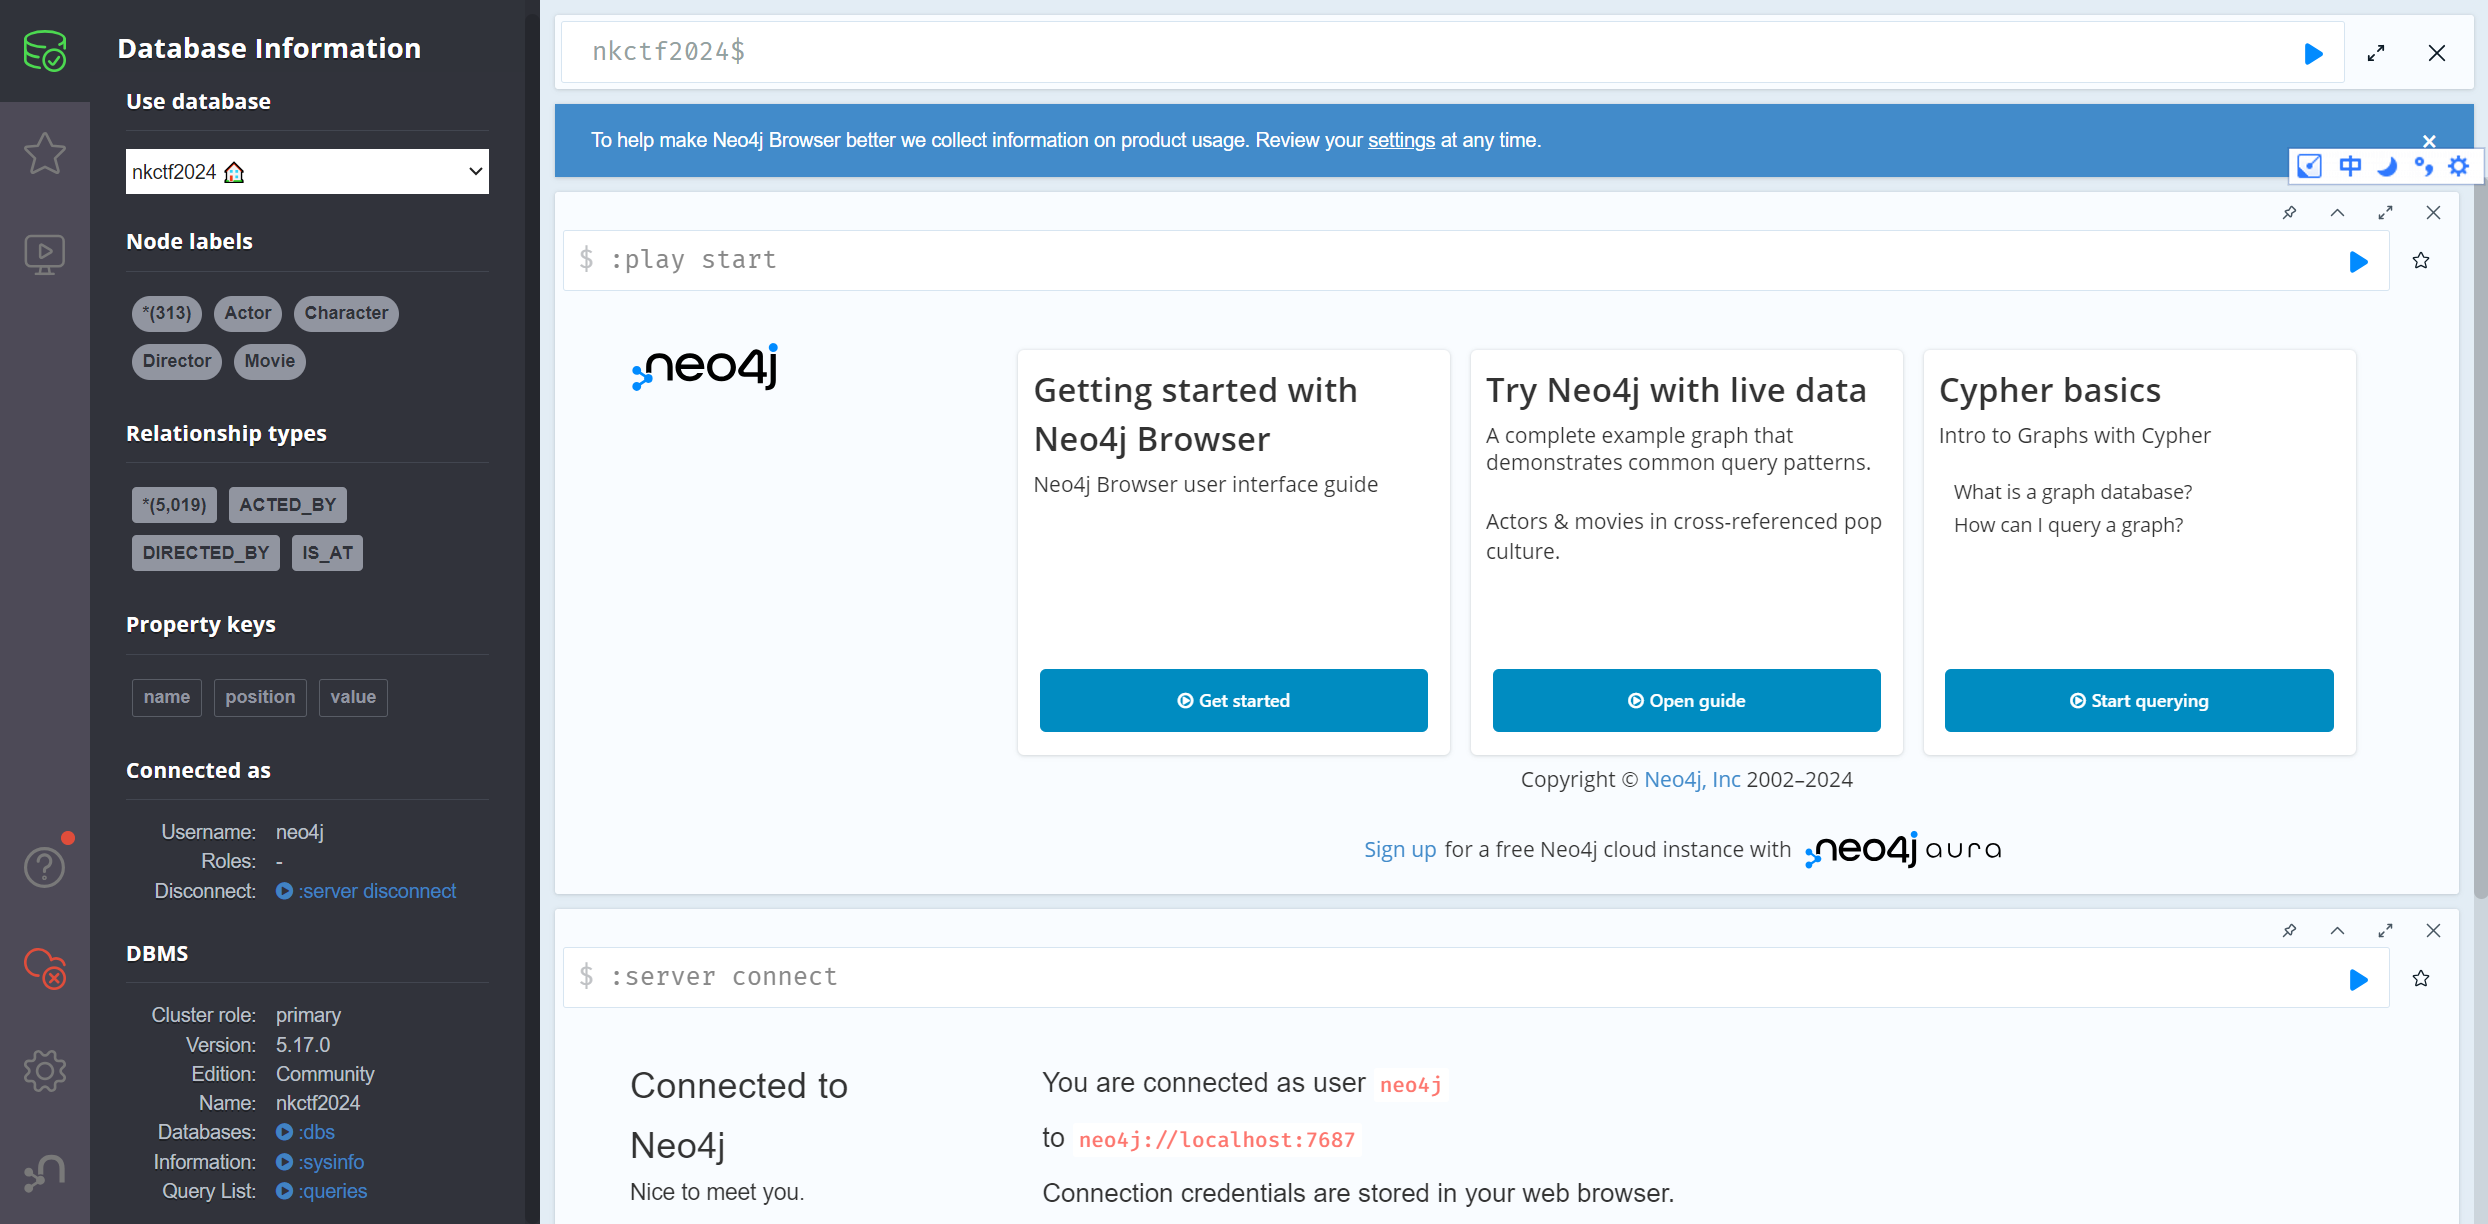 Database Information
Use database
nkctf2024
Node labels
*(313) Actor Character
Director Movie
Relationship types
*(5,019) ACTED_BY
DIRECTED_BY IS_AT
Property keys
name position value
Connected as
Username: neo4j
Roles: -
Disconnect: :server disconnect
DBMS
Cluster role: primary
Version: 5.17.0
Edition: Community
Name: nkctf2024
Databases: :dbs
Information: :sysinfo
Query List: :queries
nkctf2024$
To help make Neo4j Browser better we collect information on product usage. Review your settings at any time.
中
$ :play start
neo4j
Getting started with
Neo4j Browser
Neo4j Browser user interface guide
Get started
Try Neo4j with live data
A complete example graph that
demonstrates common query patterns.
Actors & movies in cross-referenced pop
culture.
Open guide
Cypher basics
Intro to Graphs with Cypher
What is a graph database?
How can I query a graph?
Start querying
Copyright © Neo4j, Inc 2002–2024
Sign up for a free Neo4j cloud instance with neo4j aura
$ :server connect
Connected to
Neo4j
Nice to meet you.
You are connected as user neo4j
to neo4j://localhost:7687
Connection credentials are stored in your web browser.